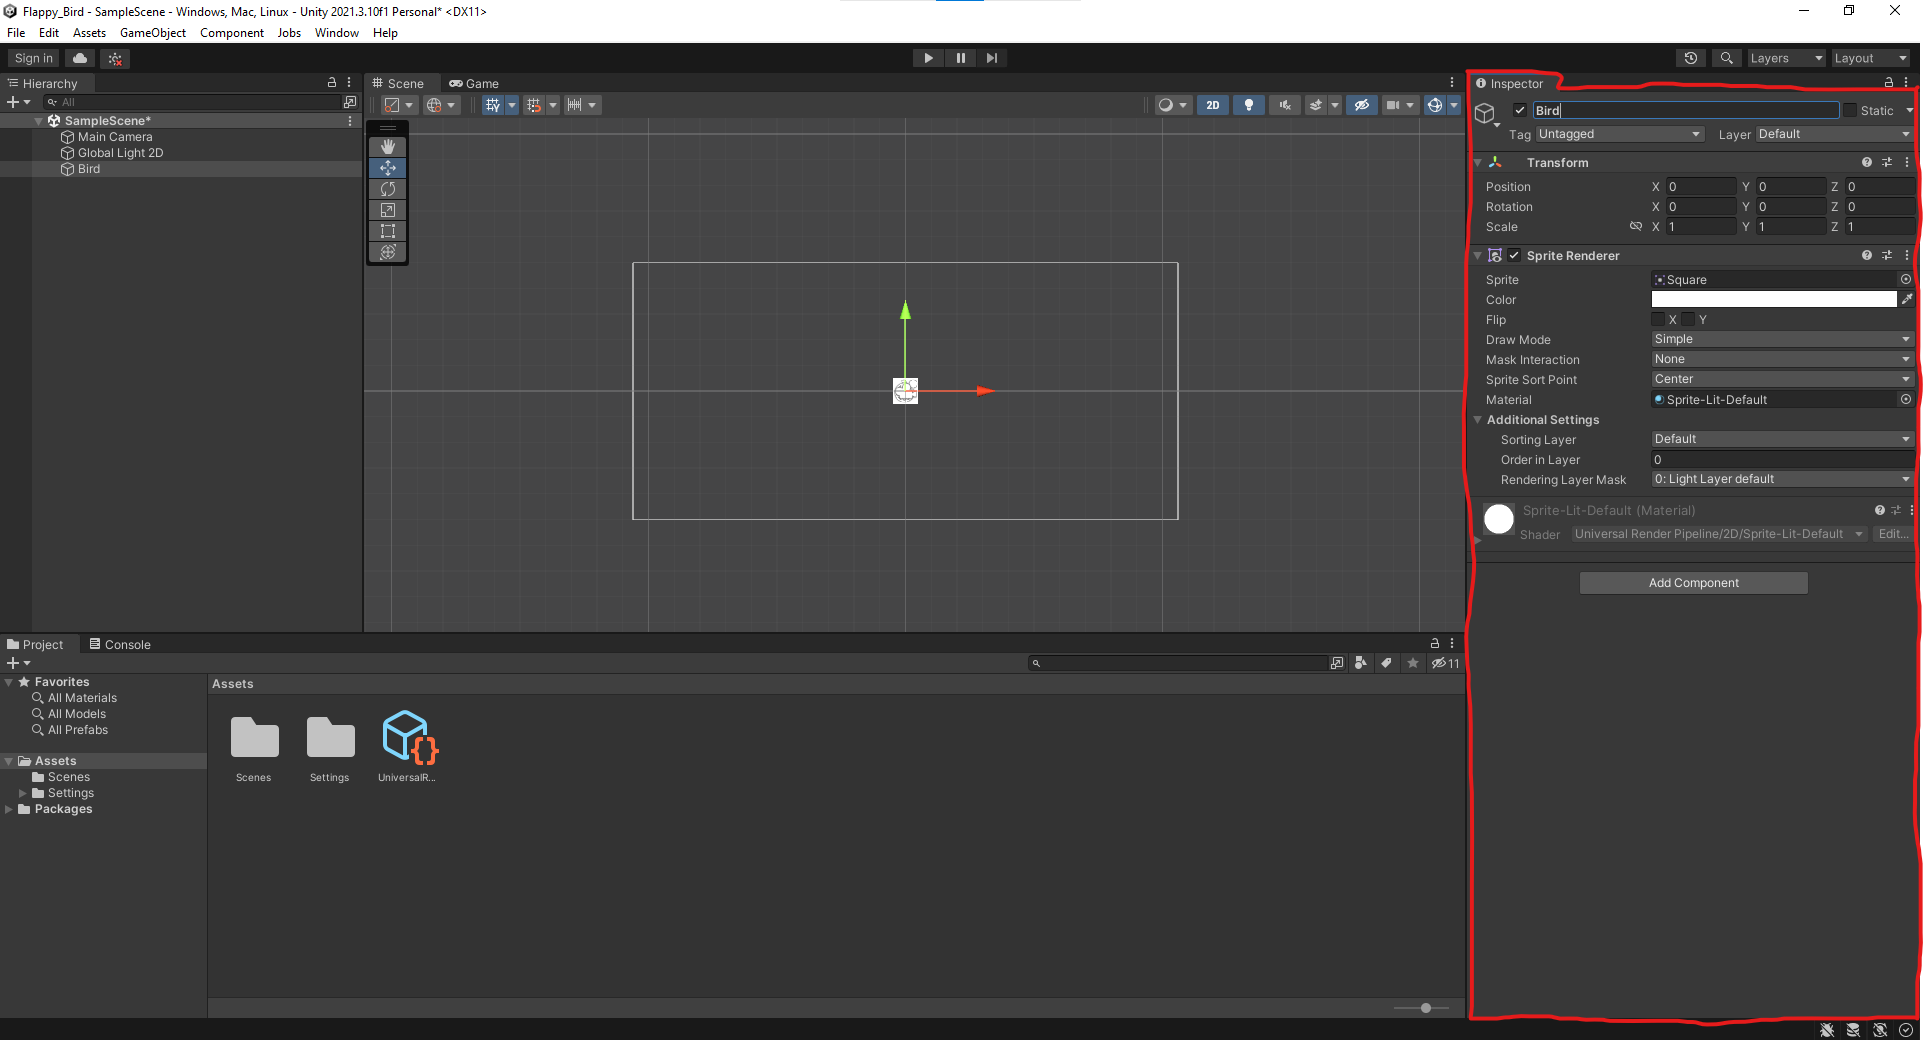 Flappy_Bird - SampleScene - Windows, Mac, Linux - Unity 2021.3.10f1 Personal* <DX11>
File Edit Assets GameObject Component Jobs Window Help
Sign in
Layers Layout
Hierarchy
All
SampleScene*
Main Camera
Global Light 2D
Bird
Scene Game
2D
Inspector
Bird Static
Tag Untagged Layer Default
Transform
Position X 0 Y 0 Z 0
Rotation X 0 Y 0 Z 0
Scale X 1 Y 1 Z 1
Sprite Renderer
Sprite Square
Color
Flip X Y
Draw Mode Simple
Mask Interaction None
Sprite Sort Point Center
Material Sprite-Lit-Default
Additional Settings
Sorting Layer Default
Order in Layer 0
Rendering Layer Mask 0: Light Layer default
Sprite-Lit-Default (Material)
Shader Universal Render Pipeline/2D/Sprite-Lit-Default Edit...
Add Component
Project Console
11
Favorites
All Materials
All Models
All Prefabs
Assets
Scenes
Settings
Packages
Assets
Scenes Settings UniversalR...